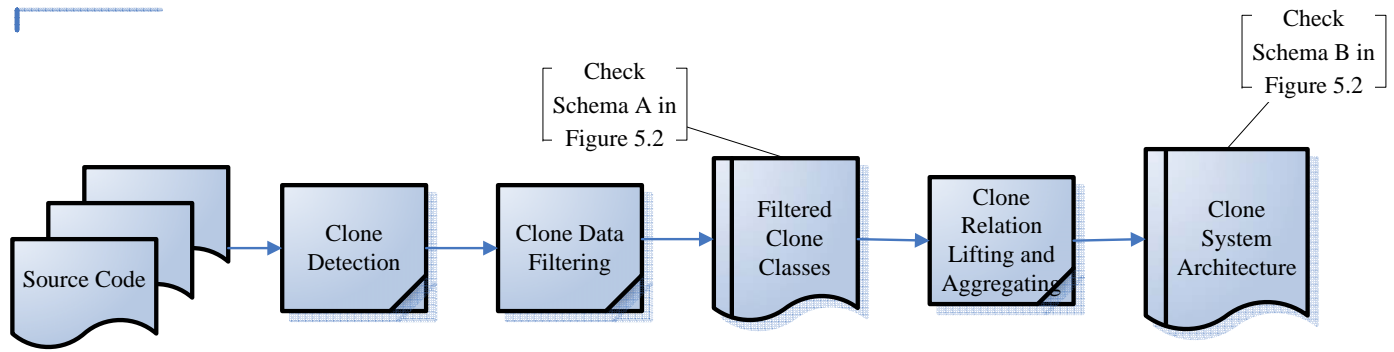 Check
Schema A in
Figure 5.2
Check
Schema B in
Figure 5.2
Source Code
Clone
Detection
Clone Data
Filtering
Filtered
Clone
Classes
Clone
Relation
Lifting and
Aggregating
Clone
System
Architecture